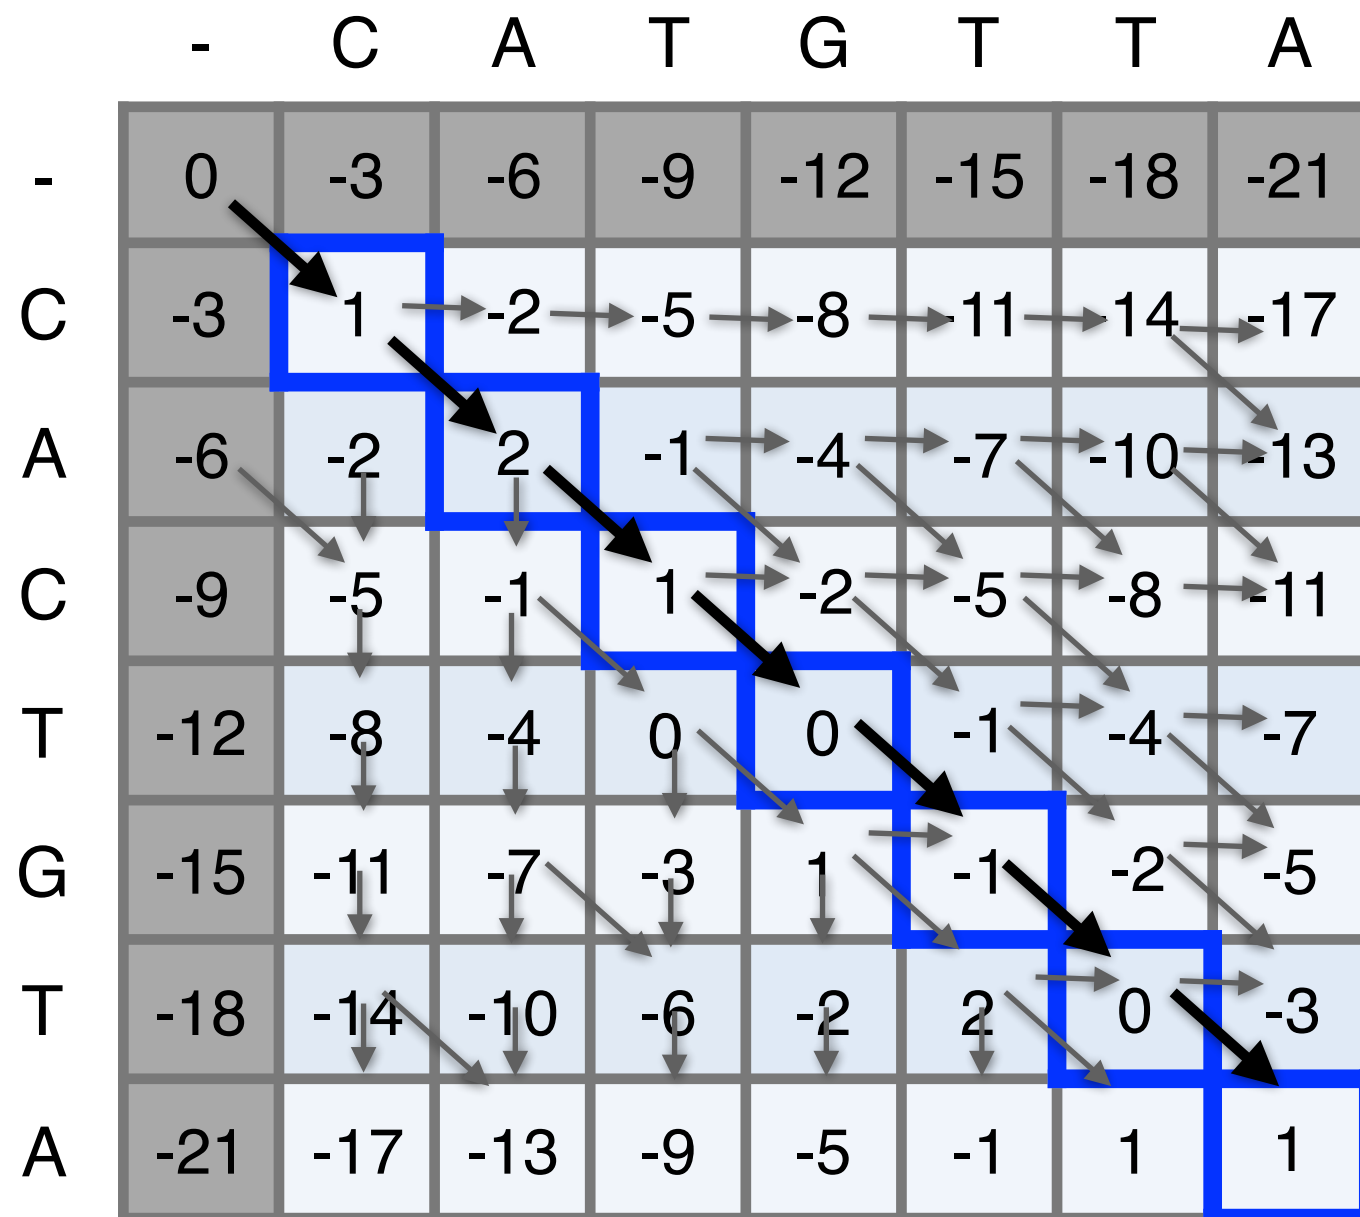 - C A T G T T A
- 0 -3 -6 -9 -12 -15 -18 -21
C -3 1 -2 -5 -8 -11 -14 -17
A -6 -2 2 -1 -4 -7 -10 -13
C -9 -5 -1 1 -2 -5 -8 -11
T -12 -8 -4 0 0 -1 -4 -7
G -15 -11 -7 -3 1 -1 -2 -5
T -18 -14 -10 -6 -2 2 0 -3
A -21 -17 -13 -9 -5 -1 1 1